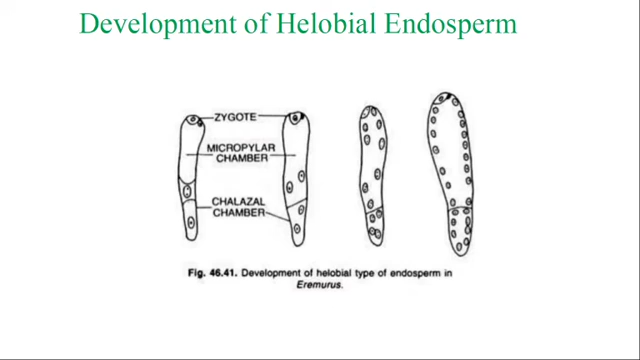 Development of Helobial Endosperm
ZYGOTE
MICROPYLAR
CHAMBER
CHALAZAL
CHAMBER
Fig. 46.41. Development of helobial type of endosperm in
Eremurus.